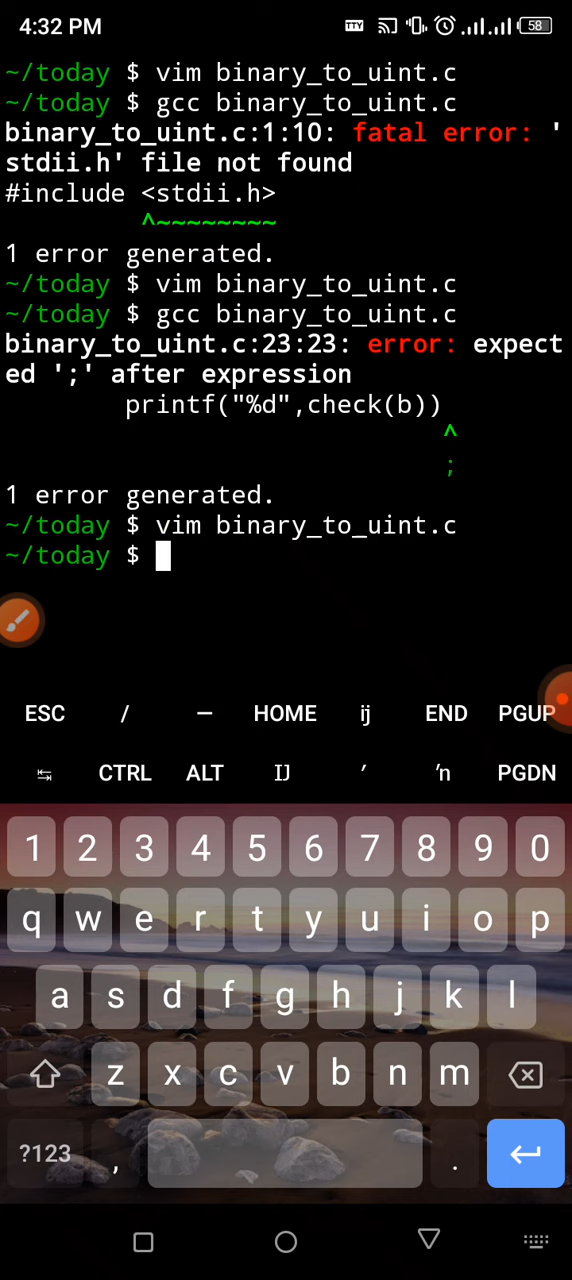 4:32 PM
TTY
58
~/today $ vim binary_to_uint.c
~/today $ gcc binary_to_uint.c
binary_to_uint.c:1:10: fatal error: '
stdii.h' file not found
#include <stdii.h>
^~~~~~~~~
1 error generated.
~/today $ vim binary_to_uint.c
~/today $ gcc binary_to_uint.c
binary_to_uint.c:23:23: error: expect
ed ';' after expression
printf("%d",check(b))
^
;
1 error generated.
~/today $ vim binary_to_uint.c
~/today $
ESC / — HOME ĳ END PGUP
↹ CTRL ALT Ĳ ′ ŉ PGDN
1 2 3 4 5 6 7 8 9 0
q w e r t y u i o p
a s d f g h j k l
z x c v b n m
?123 , .